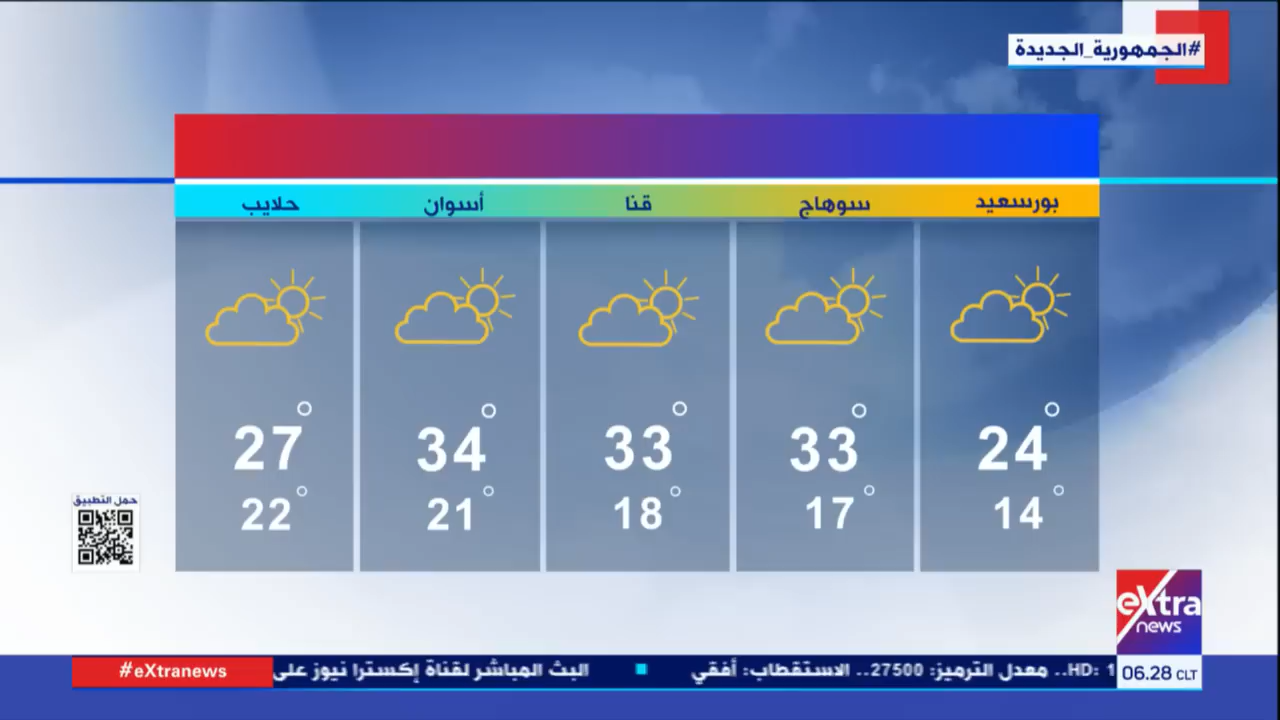 #الجمهورية_الجديدة
بورسعيد سوهاج قنا أسوان حلايب
24° 33° 33° 34° 27°
14° 17° 18° 21° 22°
حمل التطبيق
eXtra
news
06.28 CLT
HD: 1.. معدل الترميز: 27500.. الاستقطاب: أفقي ■ البث المباشر لقناة إكسترا نيوز على
#eXtranews